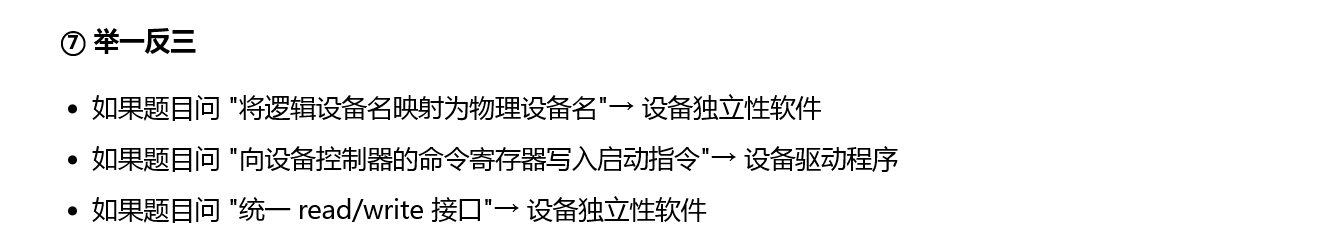 ⑦ 举一反三
• 如果题目问 "将逻辑设备名映射为物理设备名"→ 设备独立性软件
• 如果题目问 "向设备控制器的命令寄存器写入启动指令"→ 设备驱动程序
• 如果题目问 "统一 read/write 接口"→ 设备独立性软件